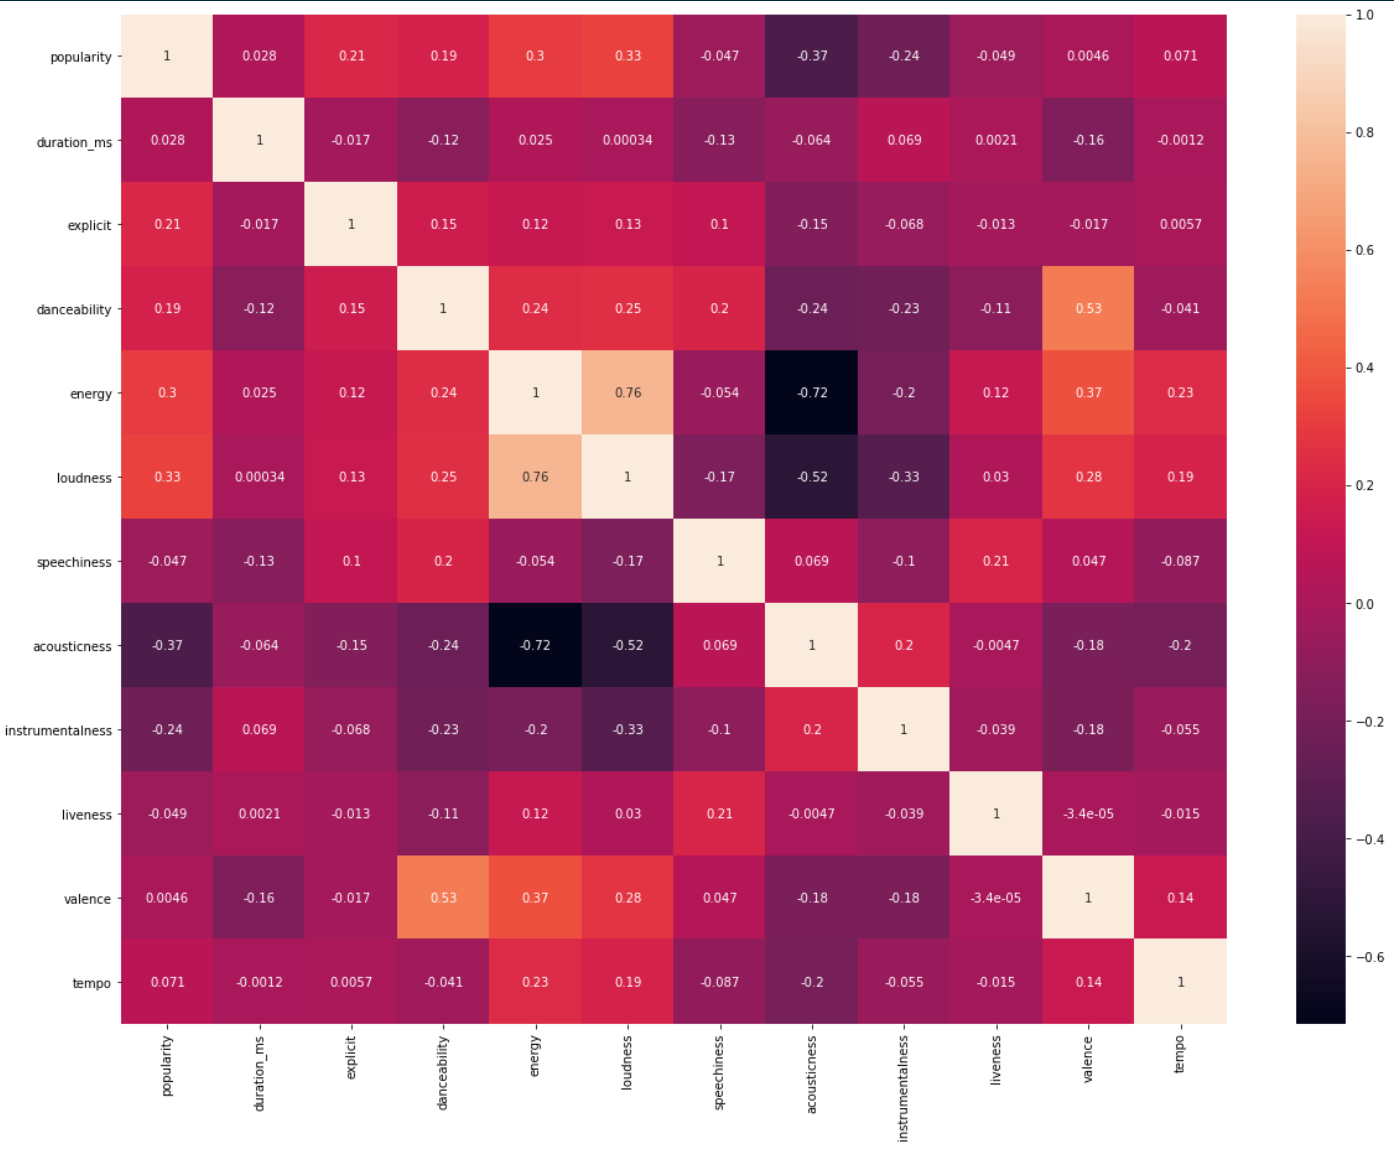 popularity 1 0.028 0.21 0.19 0.3 0.33 -0.047 -0.37 -0.24 -0.049 0.0046 0.071
duration_ms 0.028 1 -0.017 -0.12 0.025 0.00034 -0.13 -0.064 0.069 0.0021 -0.16 -0.0012
explicit 0.21 -0.017 1 0.15 0.12 0.13 0.1 -0.15 -0.068 -0.013 -0.017 0.0057
danceability 0.19 -0.12 0.15 1 0.24 0.25 0.2 -0.24 -0.23 -0.11 0.53 -0.041
energy 0.3 0.025 0.12 0.24 1 0.76 -0.054 -0.72 -0.2 0.12 0.37 0.23
loudness 0.33 0.00034 0.13 0.25 0.76 1 -0.17 -0.52 -0.33 0.03 0.28 0.19
speechiness -0.047 -0.13 0.1 0.2 -0.054 -0.17 1 0.069 -0.1 0.21 0.047 -0.087
acousticness -0.37 -0.064 -0.15 -0.24 -0.72 -0.52 0.069 1 0.2 -0.0047 -0.18 -0.2
instrumentalness -0.24 0.069 -0.068 -0.23 -0.2 -0.33 -0.1 0.2 1 -0.039 -0.18 -0.055
liveness -0.049 0.0021 -0.013 -0.11 0.12 0.03 0.21 -0.0047 -0.039 1 -3.4e-05 -0.015
valence 0.0046 -0.16 -0.017 0.53 0.37 0.28 0.047 -0.18 -0.18 -3.4e-05 1 0.14
tempo 0.071 -0.0012 0.0057 -0.041 0.23 0.19 -0.087 -0.2 -0.055 -0.015 0.14 1
popularity duration_ms explicit danceability energy loudness speechiness acousticness instrumentalness liveness valence tempo
1.0
0.8
0.6
0.4
0.2
0.0
−0.2
−0.4
−0.6